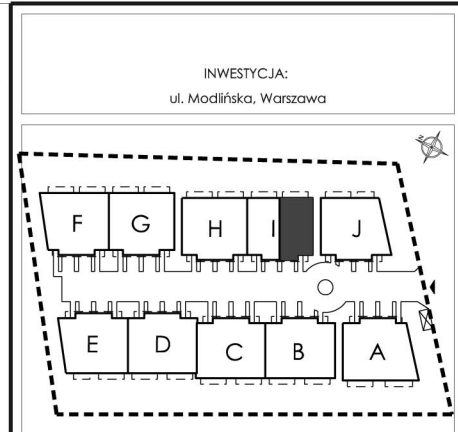 INWESTYCJA:
ul. Modlińska, Warszawa
N
F G H I J
E D C B A